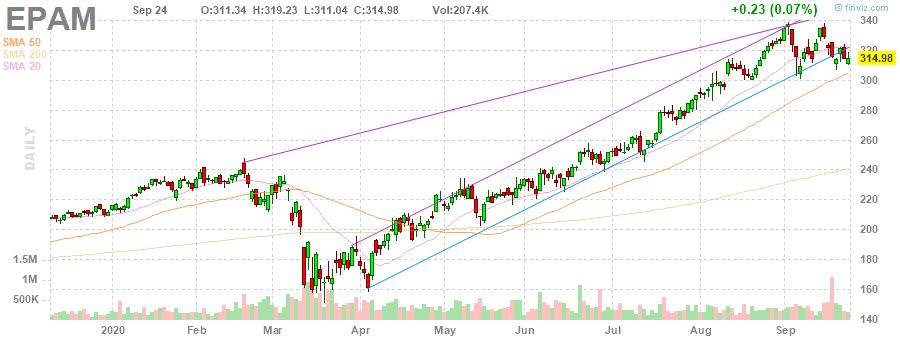 EPAM Sep 24 O:311.34 H:319.23 L:311.04 C:314.98 Vol:207.4K +0.23 (0.07%) © finviz.com
SMA 50
SMA 200
SMA 20
DAILY
340
320
314.98
300
280
260
240
220
200
180
160
140
1.5M
1M
500K
2020 Feb Mar Apr May Jun Jul Aug Sep